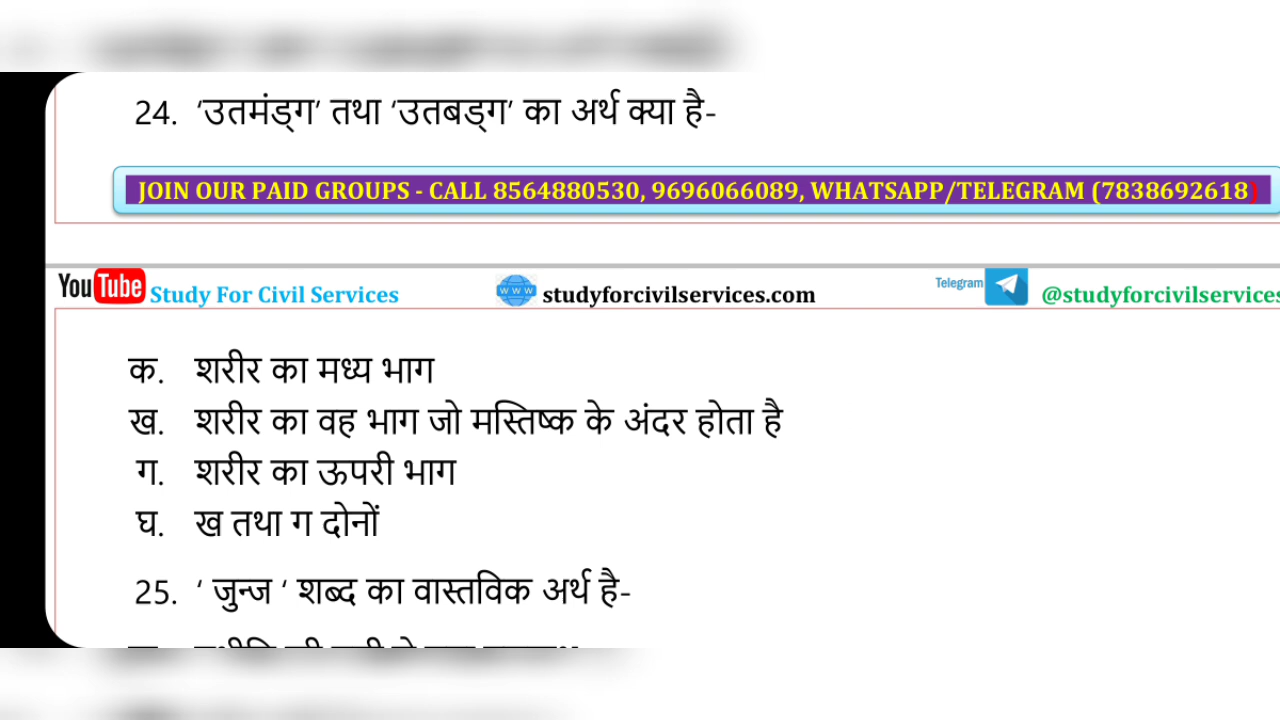 24. ‘उतमंड्ग’ तथा ‘उतबड्ग’ का अर्थ क्या है-
JOIN OUR PAID GROUPS - CALL 8564880530, 9696066089, WHATSAPP/TELEGRAM (7838692618)
YouTube Study For Civil Services
WWW studyforcivilservices.com
Telegram @studyforcivilservices
क. शरीर का मध्य भाग
ख. शरीर का वह भाग जो मस्तिष्क के अंदर होता है
ग. शरीर का ऊपरी भाग
घ. ख तथा ग दोनों
25. ‘ जुन्ज ‘ शब्द का वास्तविक अर्थ है-